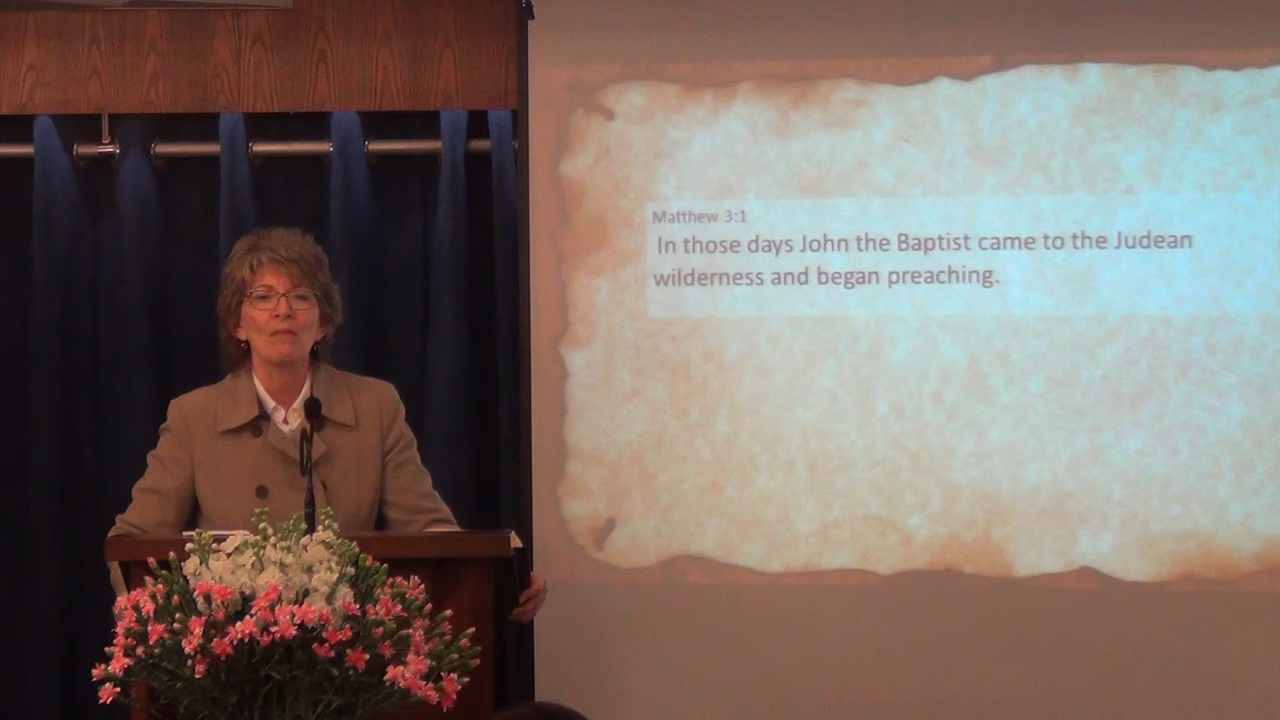 Matthew 3:1
In those days John the Baptist came to the Judean
wilderness and began preaching.